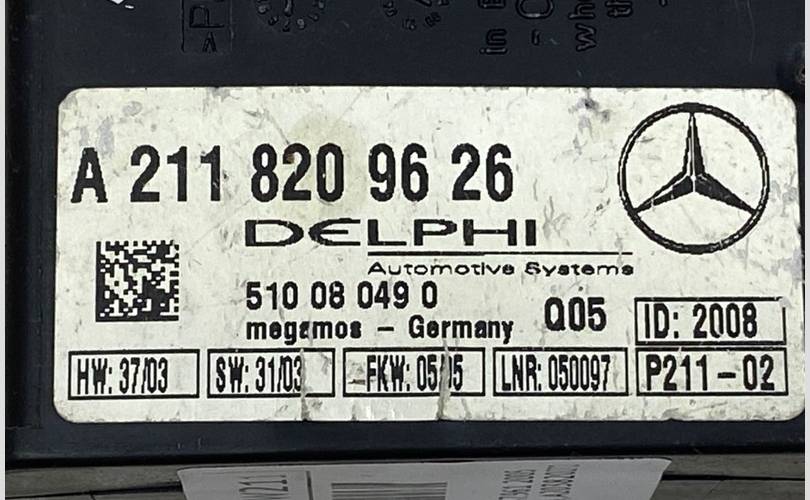 A 211 820 96 26
DELPHI
Automotive Systems
510 08 049 0
megamos - Germany
Q05
ID: 2008
HW: 37/03
SW: 31/03
FKW: 05/05
LNR: 050097
P211-02